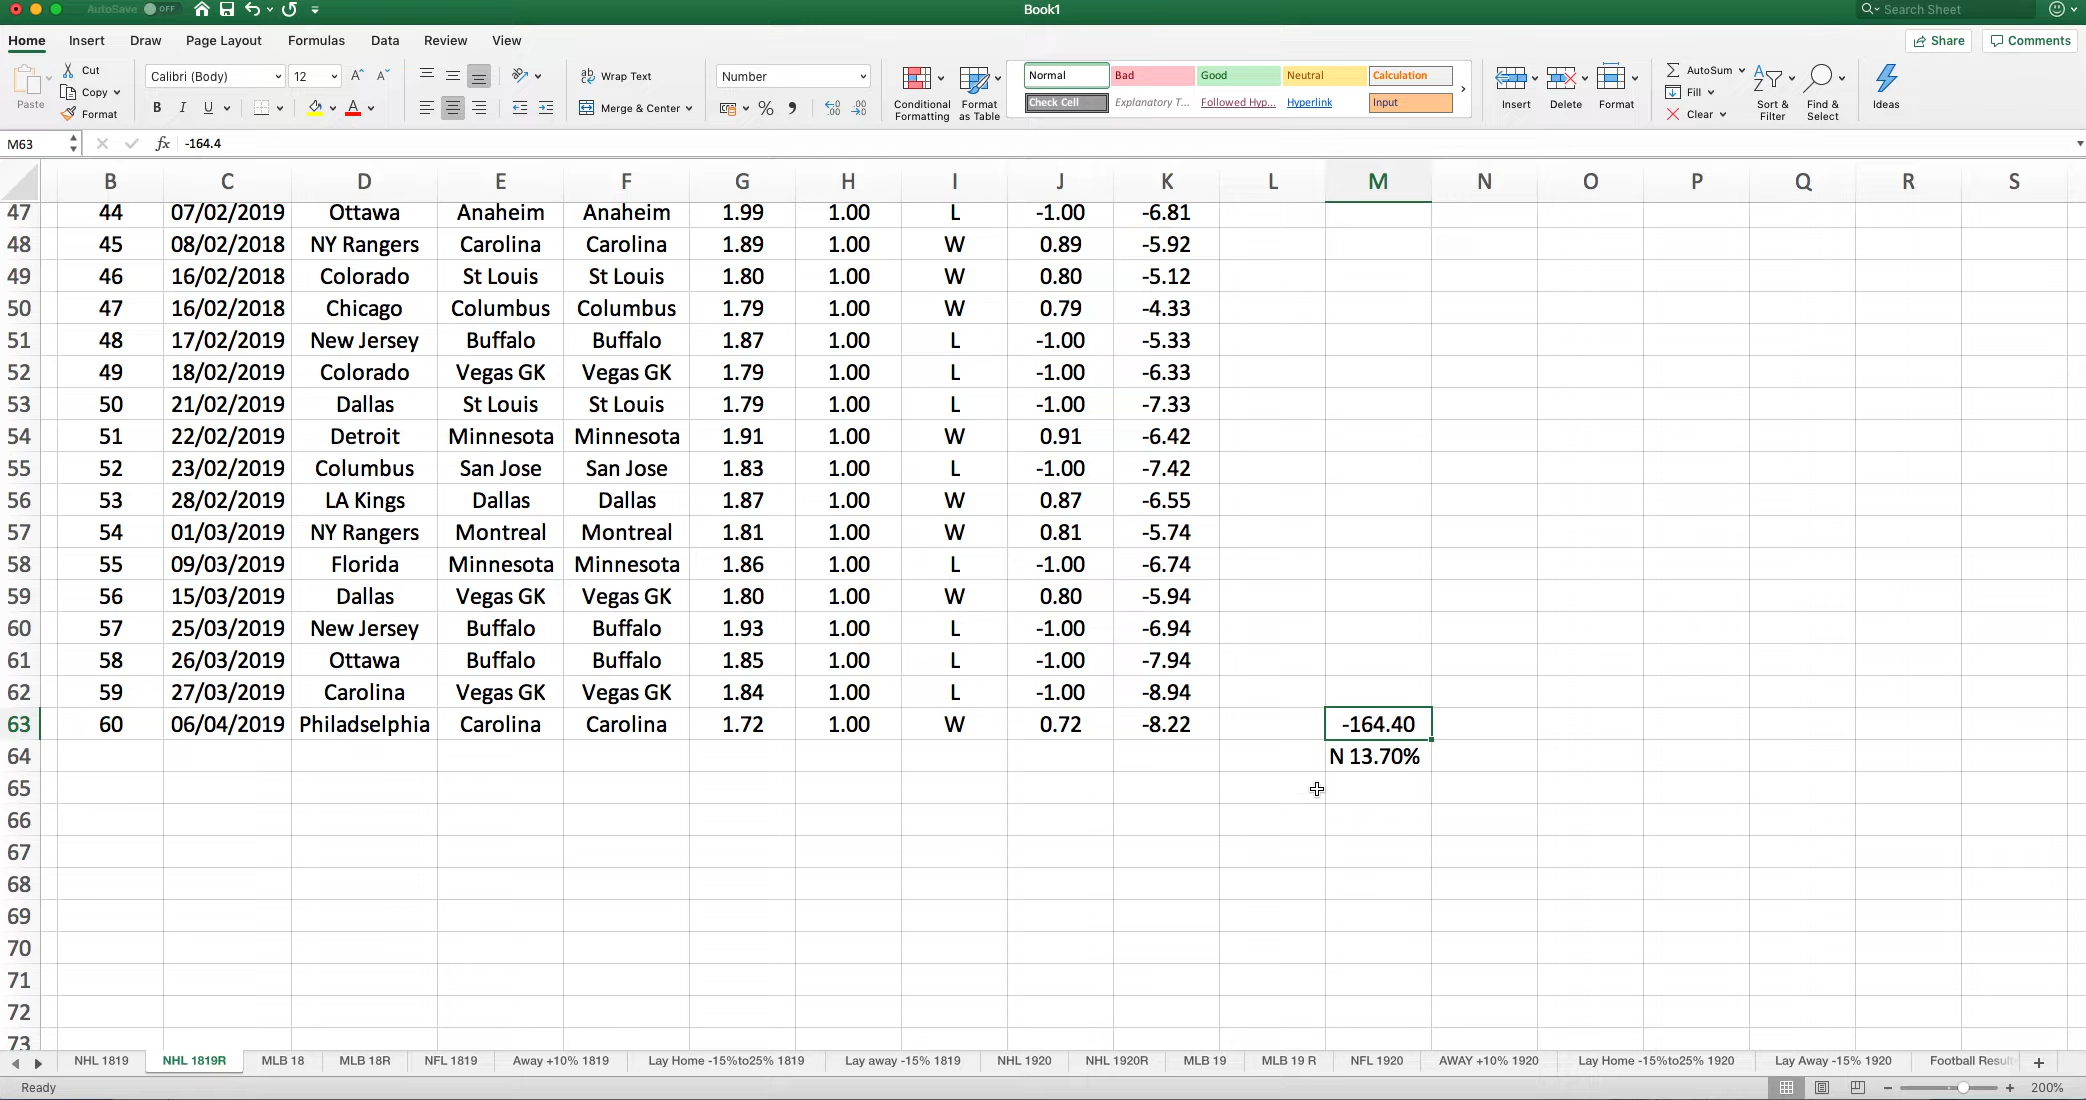 AutoSave OFF
Book1
Search Sheet
Home Insert Draw Page Layout Formulas Data Review View
Share Comments
Paste
Cut
Copy
Format
Calibri (Body) 12
B I U
Wrap Text
Merge & Center
Number
Conditional Formatting
Format as Table
Normal Bad Good Neutral Calculation
Check Cell Explanatory T... Followed Hyp... Hyperlink Input
Insert Delete Format
AutoSum
Fill
Clear
Sort & Filter
Find & Select
Ideas
M63 fx -164.4
B C D E F G H I J K L M N O P Q R S
47 44 07/02/2019 Ottawa Anaheim Anaheim 1.99 1.00 L -1.00 -6.81
48 45 08/02/2018 NY Rangers Carolina Carolina 1.89 1.00 W 0.89 -5.92
49 46 16/02/2018 Colorado St Louis St Louis 1.80 1.00 W 0.80 -5.12
50 47 16/02/2018 Chicago Columbus Columbus 1.79 1.00 W 0.79 -4.33
51 48 17/02/2019 New Jersey Buffalo Buffalo 1.87 1.00 L -1.00 -5.33
52 49 18/02/2019 Colorado Vegas GK Vegas GK 1.79 1.00 L -1.00 -6.33
53 50 21/02/2019 Dallas St Louis St Louis 1.79 1.00 L -1.00 -7.33
54 51 22/02/2019 Detroit Minnesota Minnesota 1.91 1.00 W 0.91 -6.42
55 52 23/02/2019 Columbus San Jose San Jose 1.83 1.00 L -1.00 -7.42
56 53 28/02/2019 LA Kings Dallas Dallas 1.87 1.00 W 0.87 -6.55
57 54 01/03/2019 NY Rangers Montreal Montreal 1.81 1.00 W 0.81 -5.74
58 55 09/03/2019 Florida Minnesota Minnesota 1.86 1.00 L -1.00 -6.74
59 56 15/03/2019 Dallas Vegas GK Vegas GK 1.80 1.00 W 0.80 -5.94
60 57 25/03/2019 New Jersey Buffalo Buffalo 1.93 1.00 L -1.00 -6.94
61 58 26/03/2019 Ottawa Buffalo Buffalo 1.85 1.00 L -1.00 -7.94
62 59 27/03/2019 Carolina Vegas GK Vegas GK 1.84 1.00 L -1.00 -8.94
63 60 06/04/2019 Philadselphia Carolina Carolina 1.72 1.00 W 0.72 -8.22 -164.40
64 N 13.70%
65
66
67
68
69
70
71
72
73
NHL 1819 NHL 1819R MLB 18 MLB 18R NFL 1819 Away +10% 1819 Lay Home -15%to25% 1819 Lay away -15% 1819 NHL 1920 NHL 1920R MLB 19 MLB 19 R NFL 1920 AWAY +10% 1920 Lay Home -15%to25% 1920 Lay Away -15% 1920 Football Result
Ready 200%